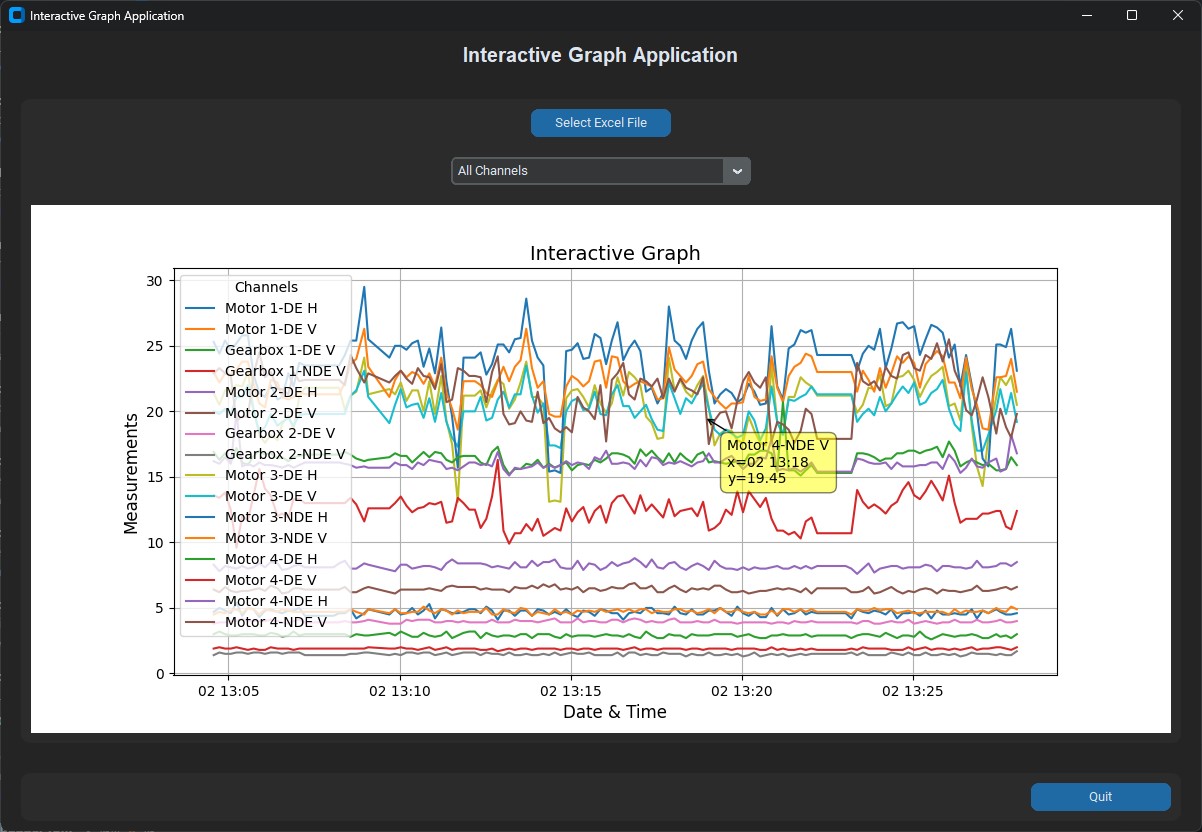 Interactive Graph Application
Interactive Graph Application
Select Excel File
All Channels
Interactive Graph
Channels
Motor 1-DE H
Motor 1-DE V
Gearbox 1-DE V
Gearbox 1-NDE V
Motor 2-DE H
Motor 2-DE V
Gearbox 2-DE V
Gearbox 2-NDE V
Motor 3-DE H
Motor 3-DE V
Motor 3-NDE H
Motor 3-NDE V
Motor 4-DE H
Motor 4-DE V
Motor 4-NDE H
Motor 4-NDE V
Motor 4-NDE V
x=02 13:18
y=19.45
Measurements
30
25
20
15
10
5
0
02 13:05
02 13:10
02 13:15
02 13:20
02 13:25
Date & Time
Quit